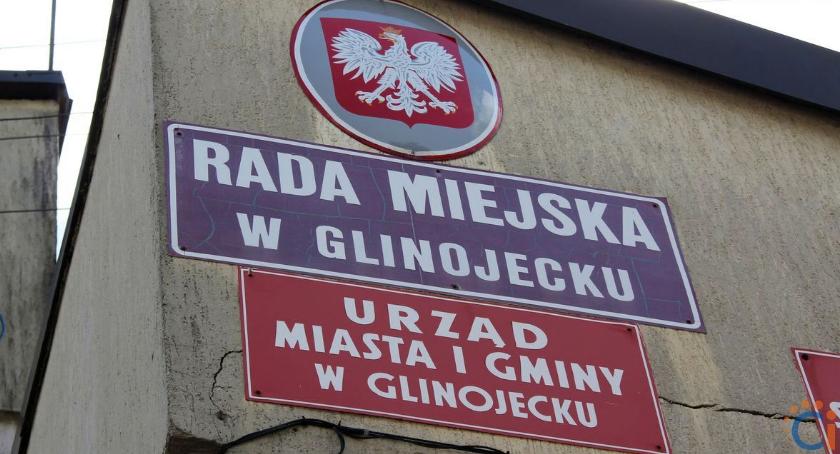 RADA MIEJSKA
W GLINOJECKU
URZĄD
MIASTA I GMINY
W GLINOJECKU